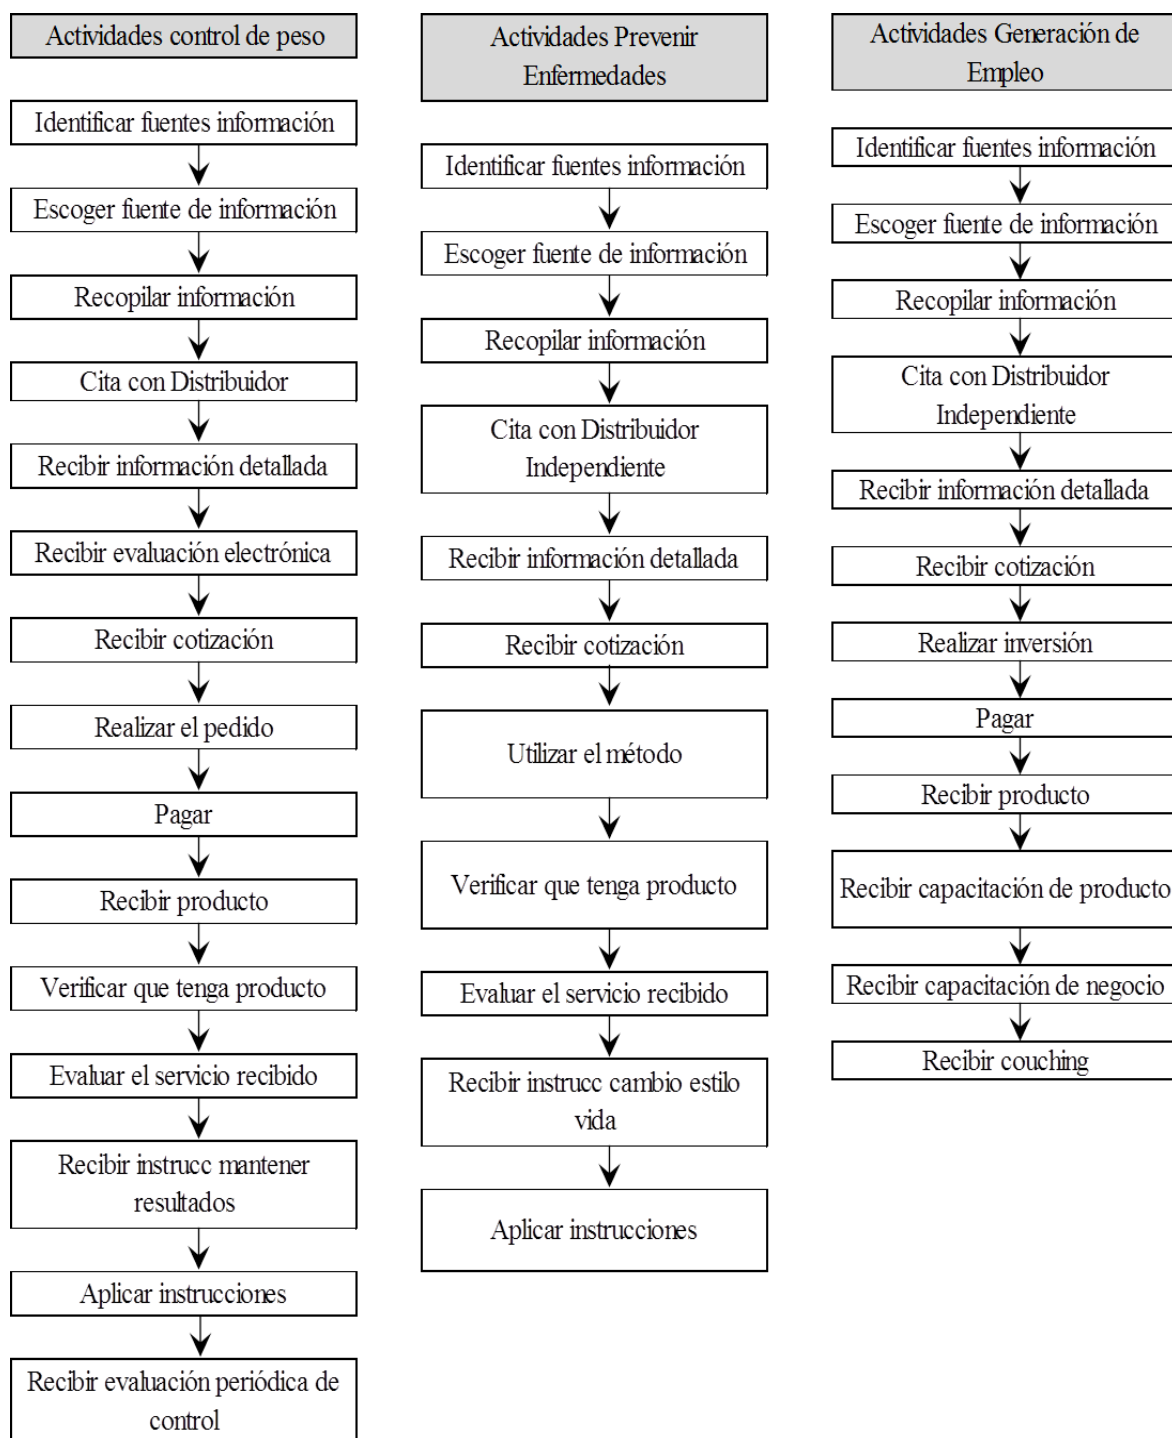 Actividades control de peso
Identificar fuentes información
Escoger fuente de información
Recopilar información
Cita con Distribuidor
Recibir información detallada
Recibir evaluación electrónica
Recibir cotización
Realizar el pedido
Pagar
Recibir producto
Verificar que tenga producto
Evaluar el servicio recibido
Recibir instrucc mantener
resultados
Aplicar instrucciones
Recibir evaluación periódica de
control
Actividades Prevenir
Enfermedades
Identificar fuentes información
Escoger fuente de información
Recopilar información
Cita con Distribuidor
Independiente
Recibir información detallada
Recibir cotización
Utilizar el método
Verificar que tenga producto
Evaluar el servicio recibido
Recibir instrucc cambio estilo
vida
Aplicar instrucciones
Actividades Generación de
Empleo
Identificar fuentes información
Escoger fuente de información
Recopilar información
Cita con Distribuidor
Independiente
Recibir información detallada
Recibir cotización
Realizar inversión
Pagar
Recibir producto
Recibir capacitación de producto
Recibir capacitación de negocio
Recibir couching